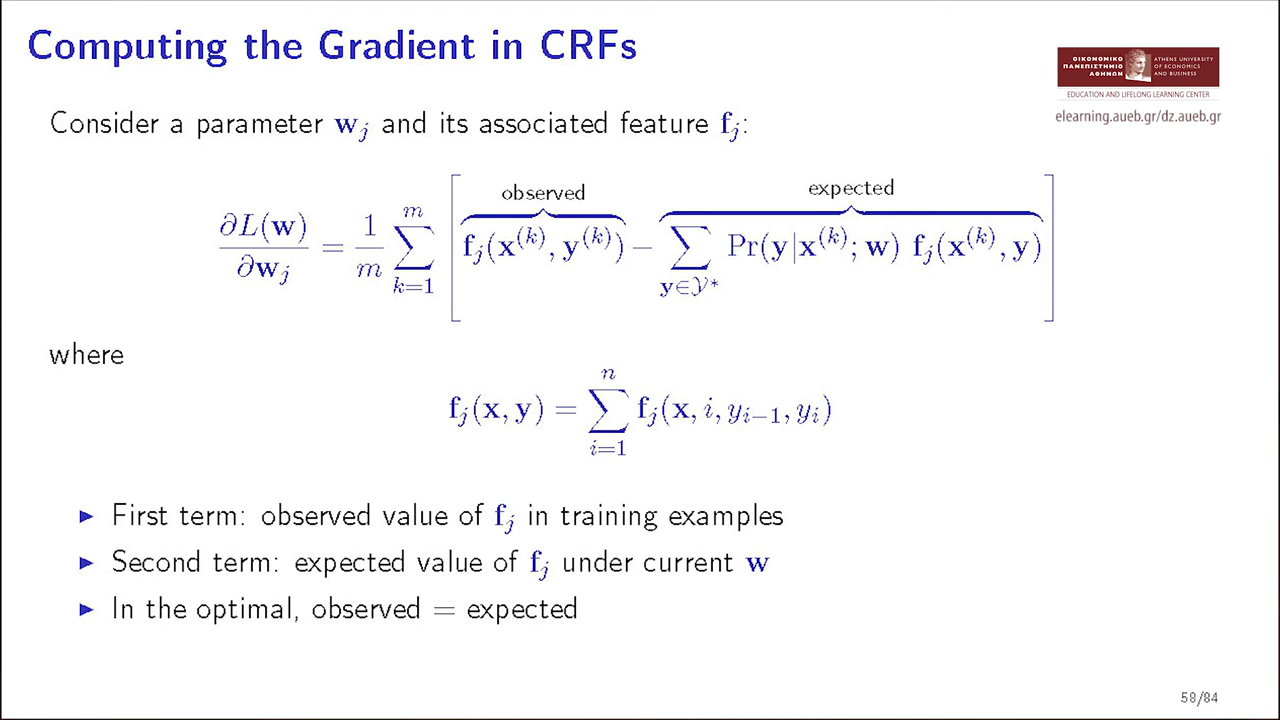 Computing the Gradient in CRFs
ΟΙΚΟΝΟΜΙΚΟ ΠΑΝΕΠΙΣΤΗΜΙΟ ΑΘΗΝΩΝ
ATHENS UNIVERSITY OF ECONOMICS AND BUSINESS
EDUCATION AND LIFELONG LEARNING CENTER
elearning.aueb.gr/dz.aueb.gr
Consider a parameter w_j and its associated feature f_j:
observed expected
∂L(w)/∂w_j = 1/m ∑_{k=1}^{m} [ f_j(x^{(k)}, y^{(k)}) − ∑_{y∈𝒴*} Pr(y|x^{(k)}; w) f_j(x^{(k)}, y) ]
where
f_j(x, y) = ∑_{i=1}^{n} f_j(x, i, y_{i−1}, y_i)
▶ First term: observed value of f_j in training examples
▶ Second term: expected value of f_j under current w
▶ In the optimal, observed = expected
58/84